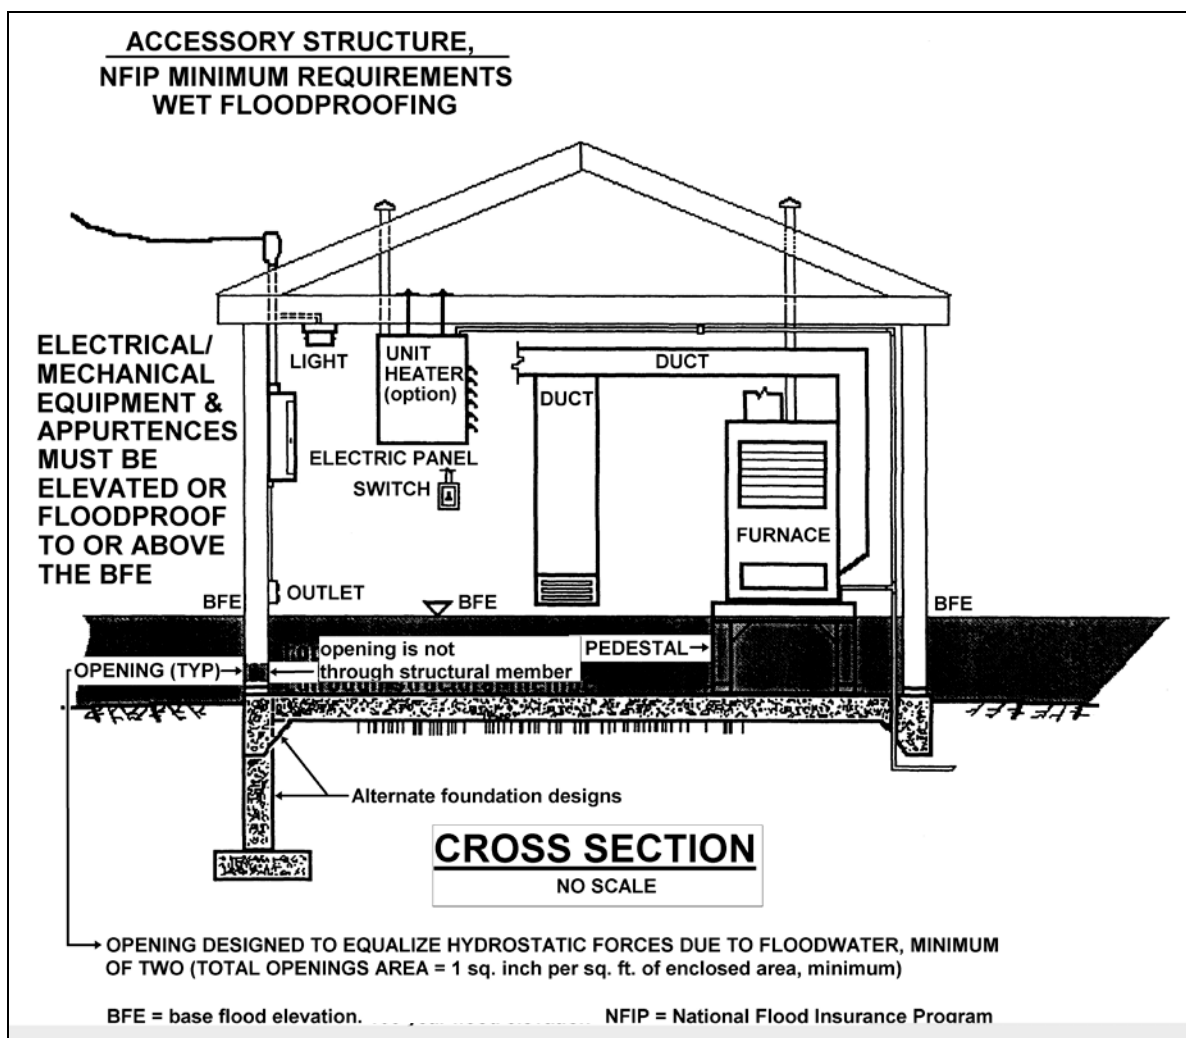 ACCESSORY STRUCTURE,
NFIP MINIMUM REQUIREMENTS
WET FLOODPROOFING
ELECTRICAL/
MECHANICAL
EQUIPMENT &
APPURTENCES
MUST BE
ELEVATED OR
FLOODPROOF
TO OR ABOVE
THE BFE
LIGHT
UNIT
HEATER
(option)
DUCT
DUCT
ELECTRIC PANEL
SWITCH
FURNACE
OUTLET
BFE
BFE
BFE
OPENING (TYP)
opening is not
through structural member
PEDESTAL
Alternate foundation designs
CROSS SECTION
NO SCALE
OPENING DESIGNED TO EQUALIZE HYDROSTATIC FORCES DUE TO FLOODWATER, MINIMUM
OF TWO (TOTAL OPENINGS AREA = 1 sq. inch per sq. ft. of enclosed area, minimum)
BFE = base flood elevation. NFIP = National Flood Insurance Program